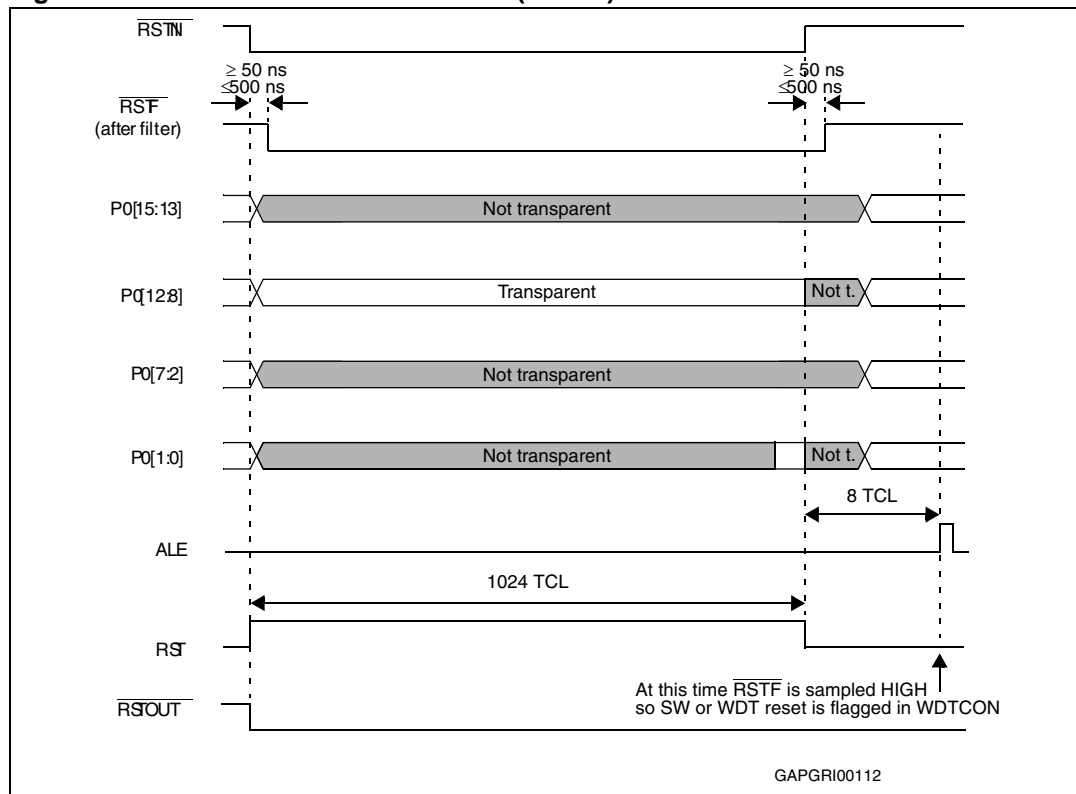 RSTIN
≥ 50 ns
≤500 ns
≥ 50 ns
≤500 ns
RSTF
(after filter)
P0[15:13]
Not transparent
P0[12:8]
Transparent
Not t.
P0[7:2]
Not transparent
P0[1:0]
Not transparent
Not t.
8 TCL
ALE
1024 TCL
RST
At this time RSTF is sampled HIGH
so SW or WDT reset is flagged in WDTCON
RSTOUT
GAPGRI00112